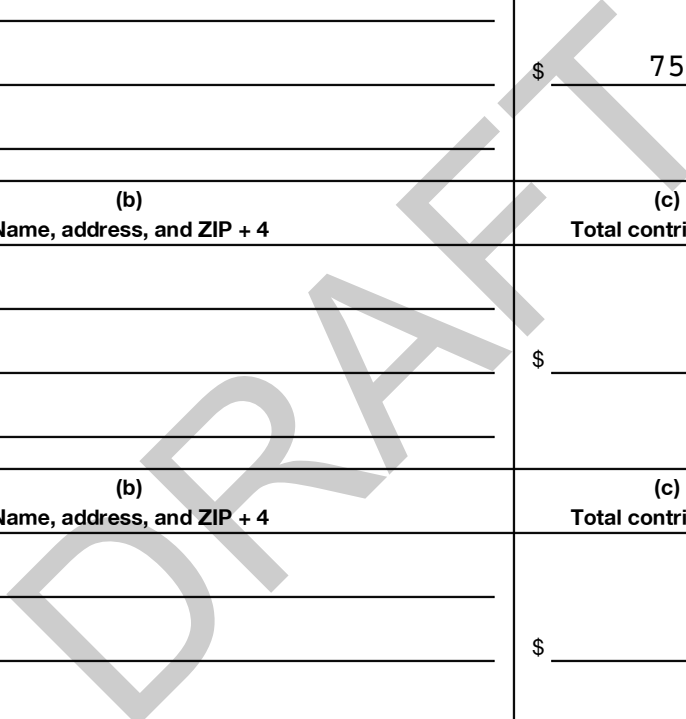 $ 75
(b) (c)
Name, address, and ZIP + 4 Total contri
$
(b) (c)
Name, address, and ZIP + 4 Total contri
$
DRAFT